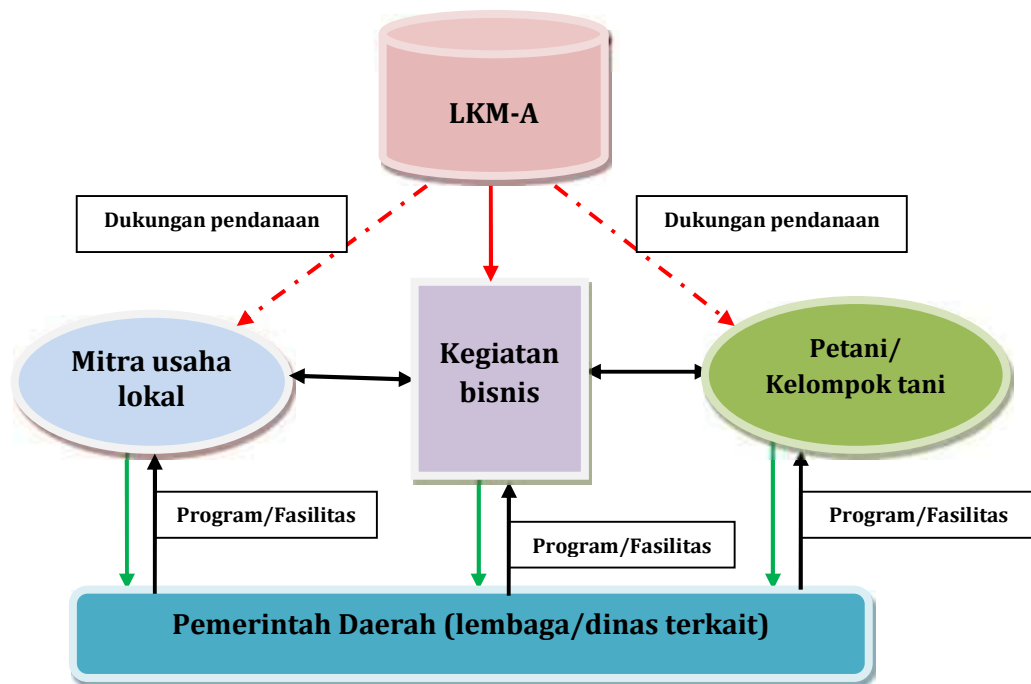 LKM-A
Dukungan pendanaan
Dukungan pendanaan
Mitra usaha
lokal
Kegiatan
bisnis
Petani/
Kelompok tani
Program/Fasilitas
Program/Fasilitas
Program/Fasilitas
Pemerintah Daerah (lembaga/dinas terkait)